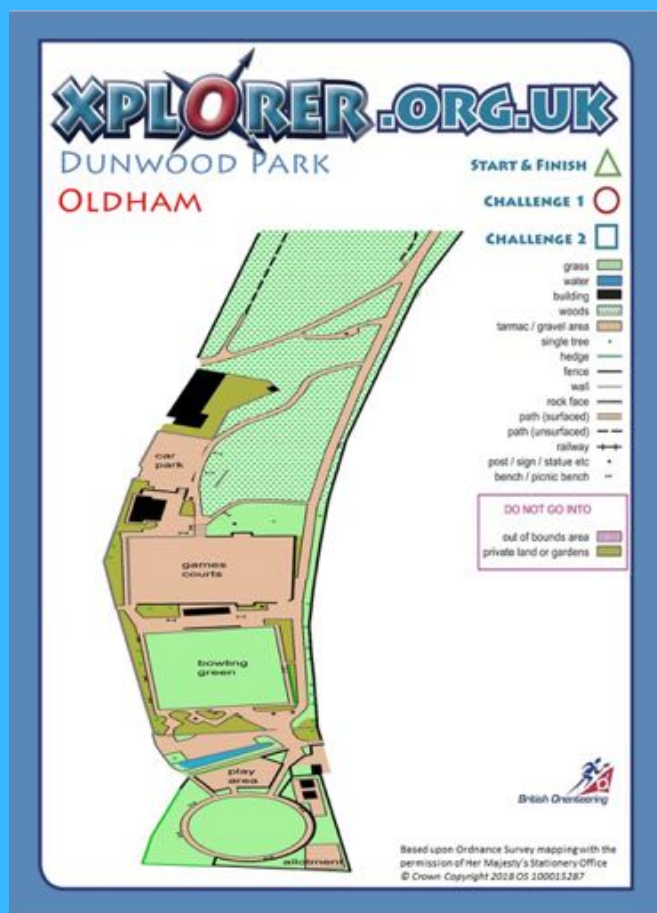 XPLORER.ORG.UK
DUNWOOD PARK
OLDHAM
START & FINISH
CHALLENGE 1
CHALLENGE 2
grass
water
building
woods
tarmac / gravel area
single tree
hedge
fence
wall
rock face
path (surfaced)
path (unsurfaced)
railway
post / sign / statue etc
bench / picnic bench
DO NOT GO INTO
out of bounds area
private land or gardens
car
park
games
courts
bowling
green
play
area
allotment
British Orienteering
Based upon Ordnance Survey mapping with the
permission of Her Majesty's Stationery Office
© Crown Copyright 2018 OS 100015287